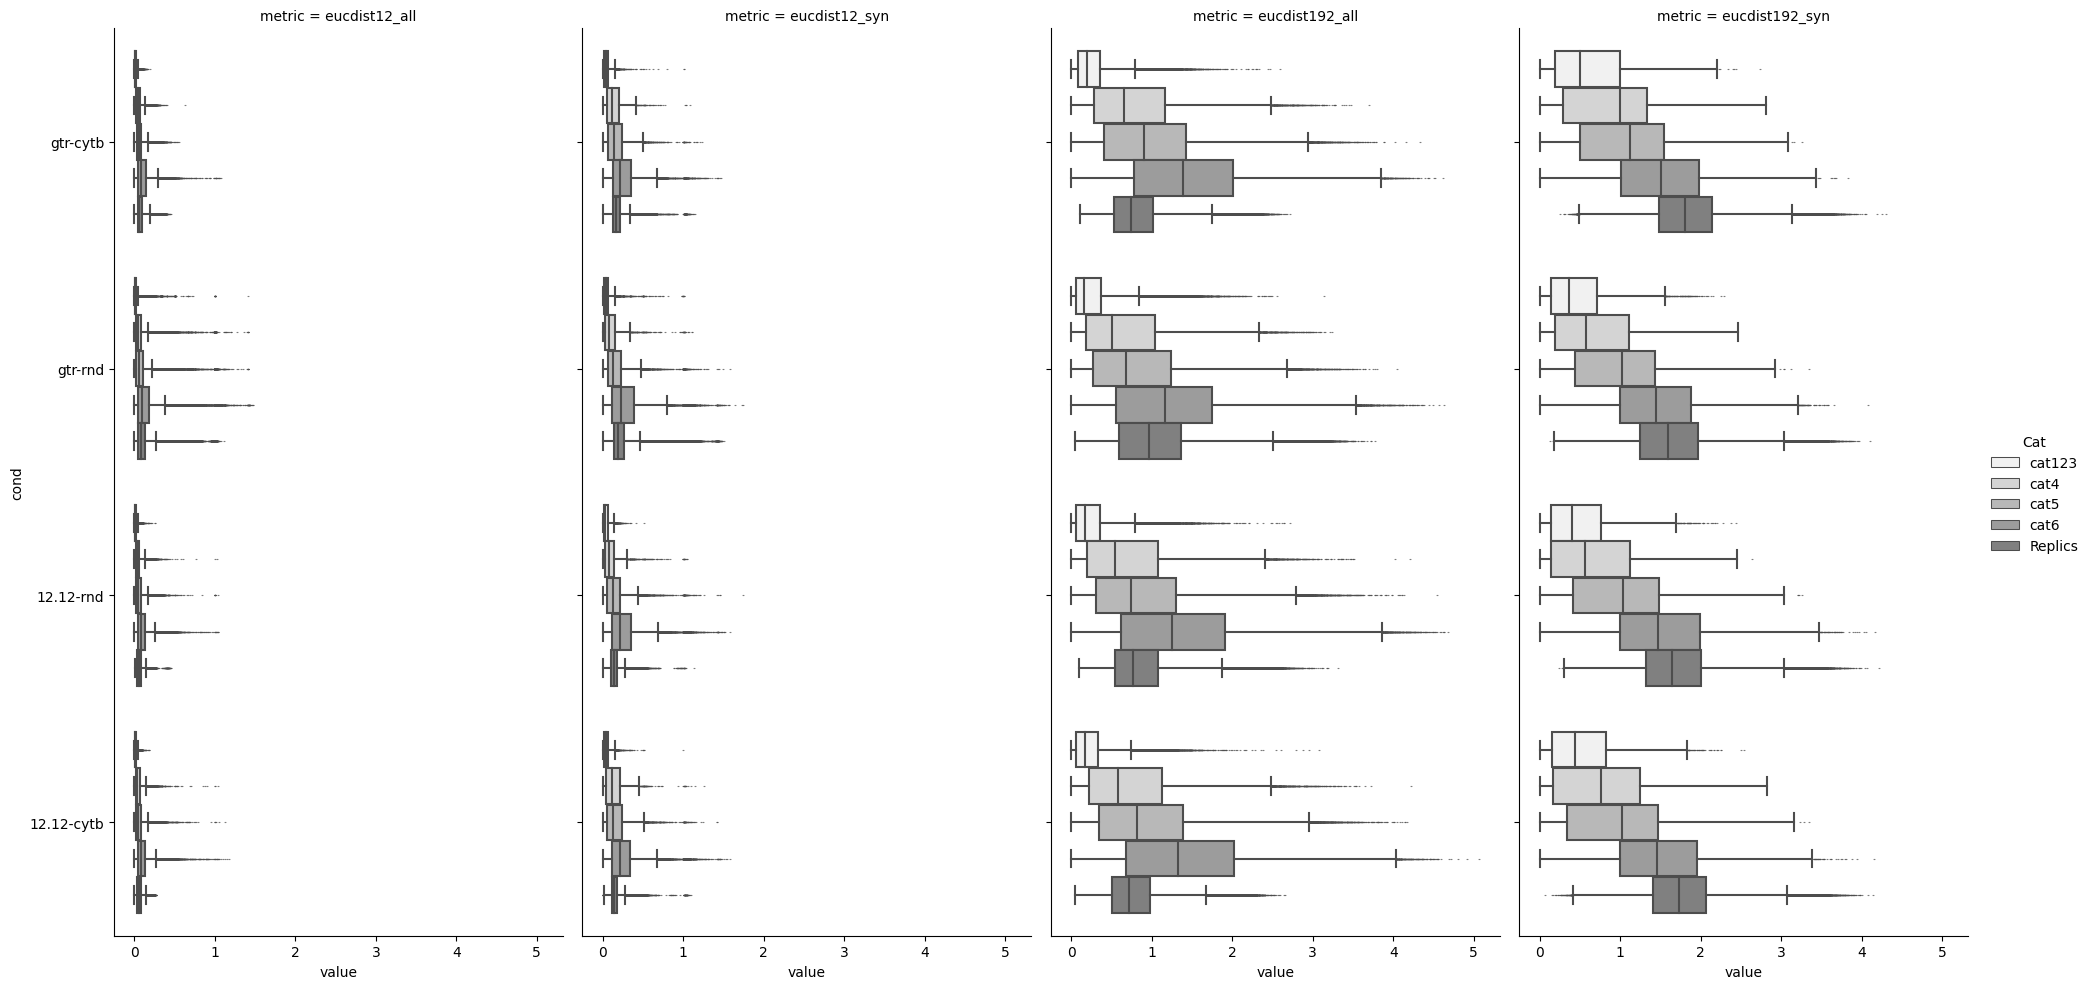 metric = eucdist12_all
metric = eucdist12_syn
metric = eucdist192_all
metric = eucdist192_syn
cond
gtr-cytb
gtr-rnd
12.12-rnd
12.12-cytb
0 1 2 3 4 5
0 1 2 3 4 5
0 1 2 3 4 5
0 1 2 3 4 5
value
value
value
value
Cat
cat123
cat4
cat5
cat6
Replics